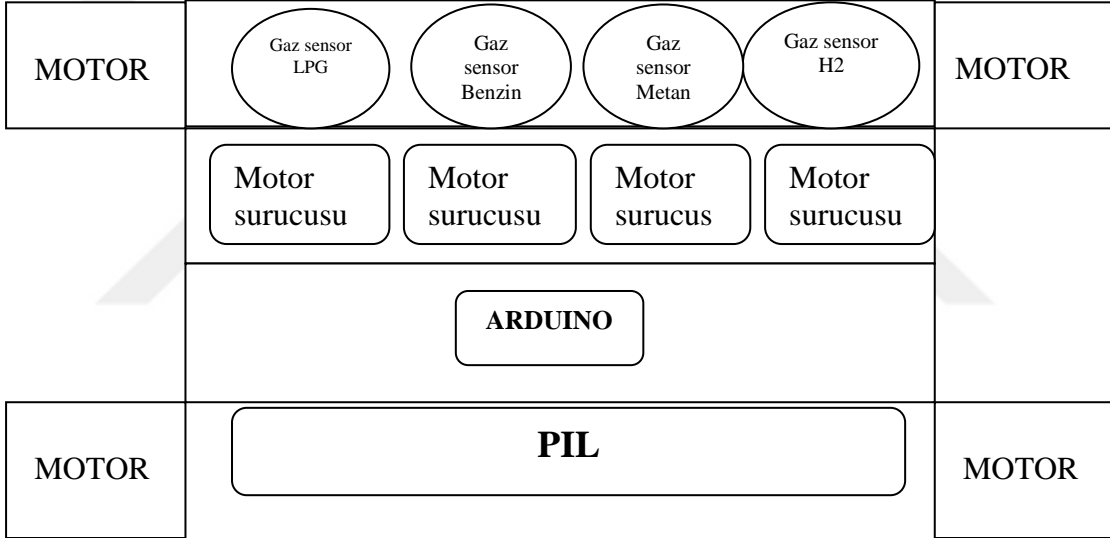 MOTOR
Gaz sensor
LPG
Gaz
sensor
Benzin
Gaz
sensor
Metan
Gaz sensor
H2
MOTOR
Motor
surucusu
Motor
surucusu
Motor
surucus
Motor
surucusu
ARDUINO
MOTOR
PIL
MOTOR